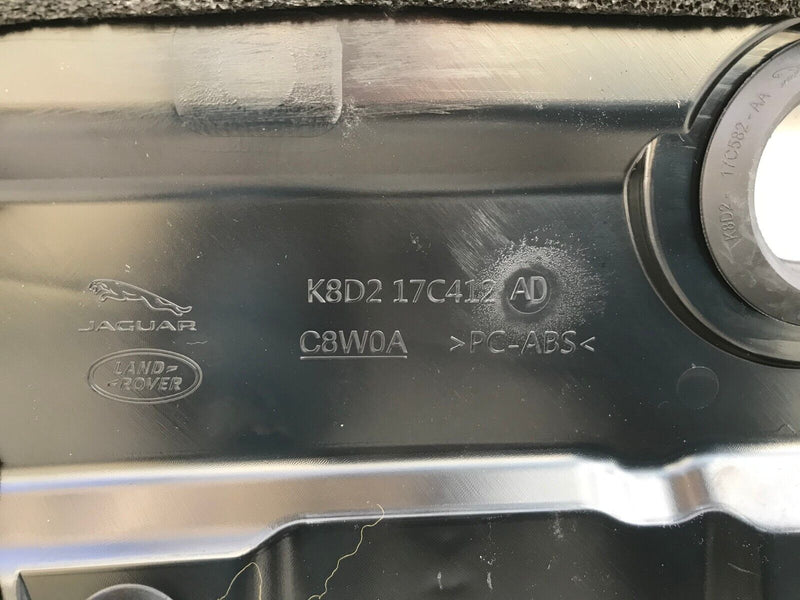 K8D2 - 17C582 - AA
K8D2 17C412 AD
JAGUAR
C8W0A >PC-ABS<
LAND-
-ROVER